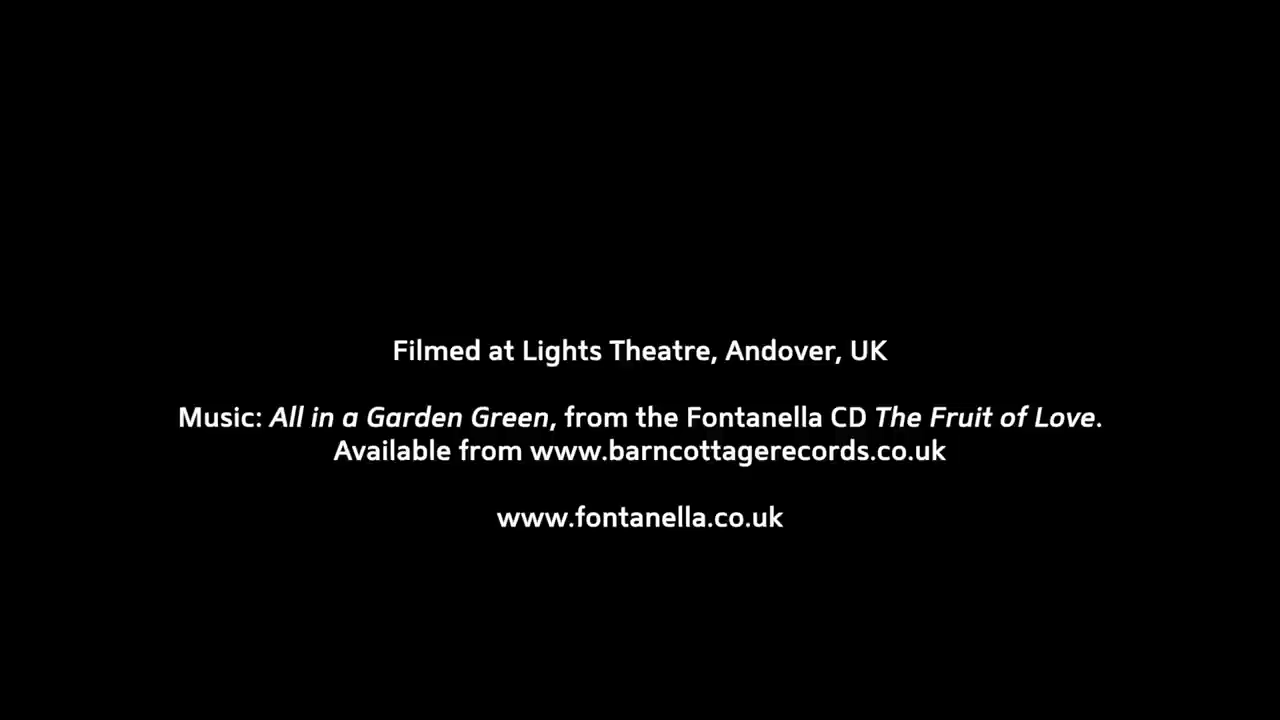 Filmed at Lights Theatre, Andover, UK
Music: All in a Garden Green, from the Fontanella CD The Fruit of Love.
Available from www.barncottagerecords.co.uk
www.fontanella.co.uk